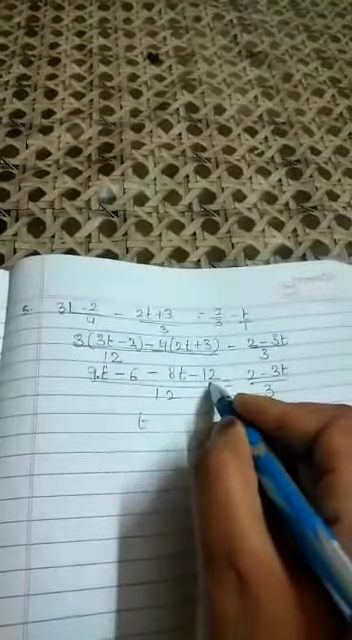 5. 3t-2/4 - 2t+3/3 = 2/3 - t/1
3(3t-2)-4(2t+3)/12 - 2-3t/3
9t-6-8t-12/12 = 2-3t/3
t